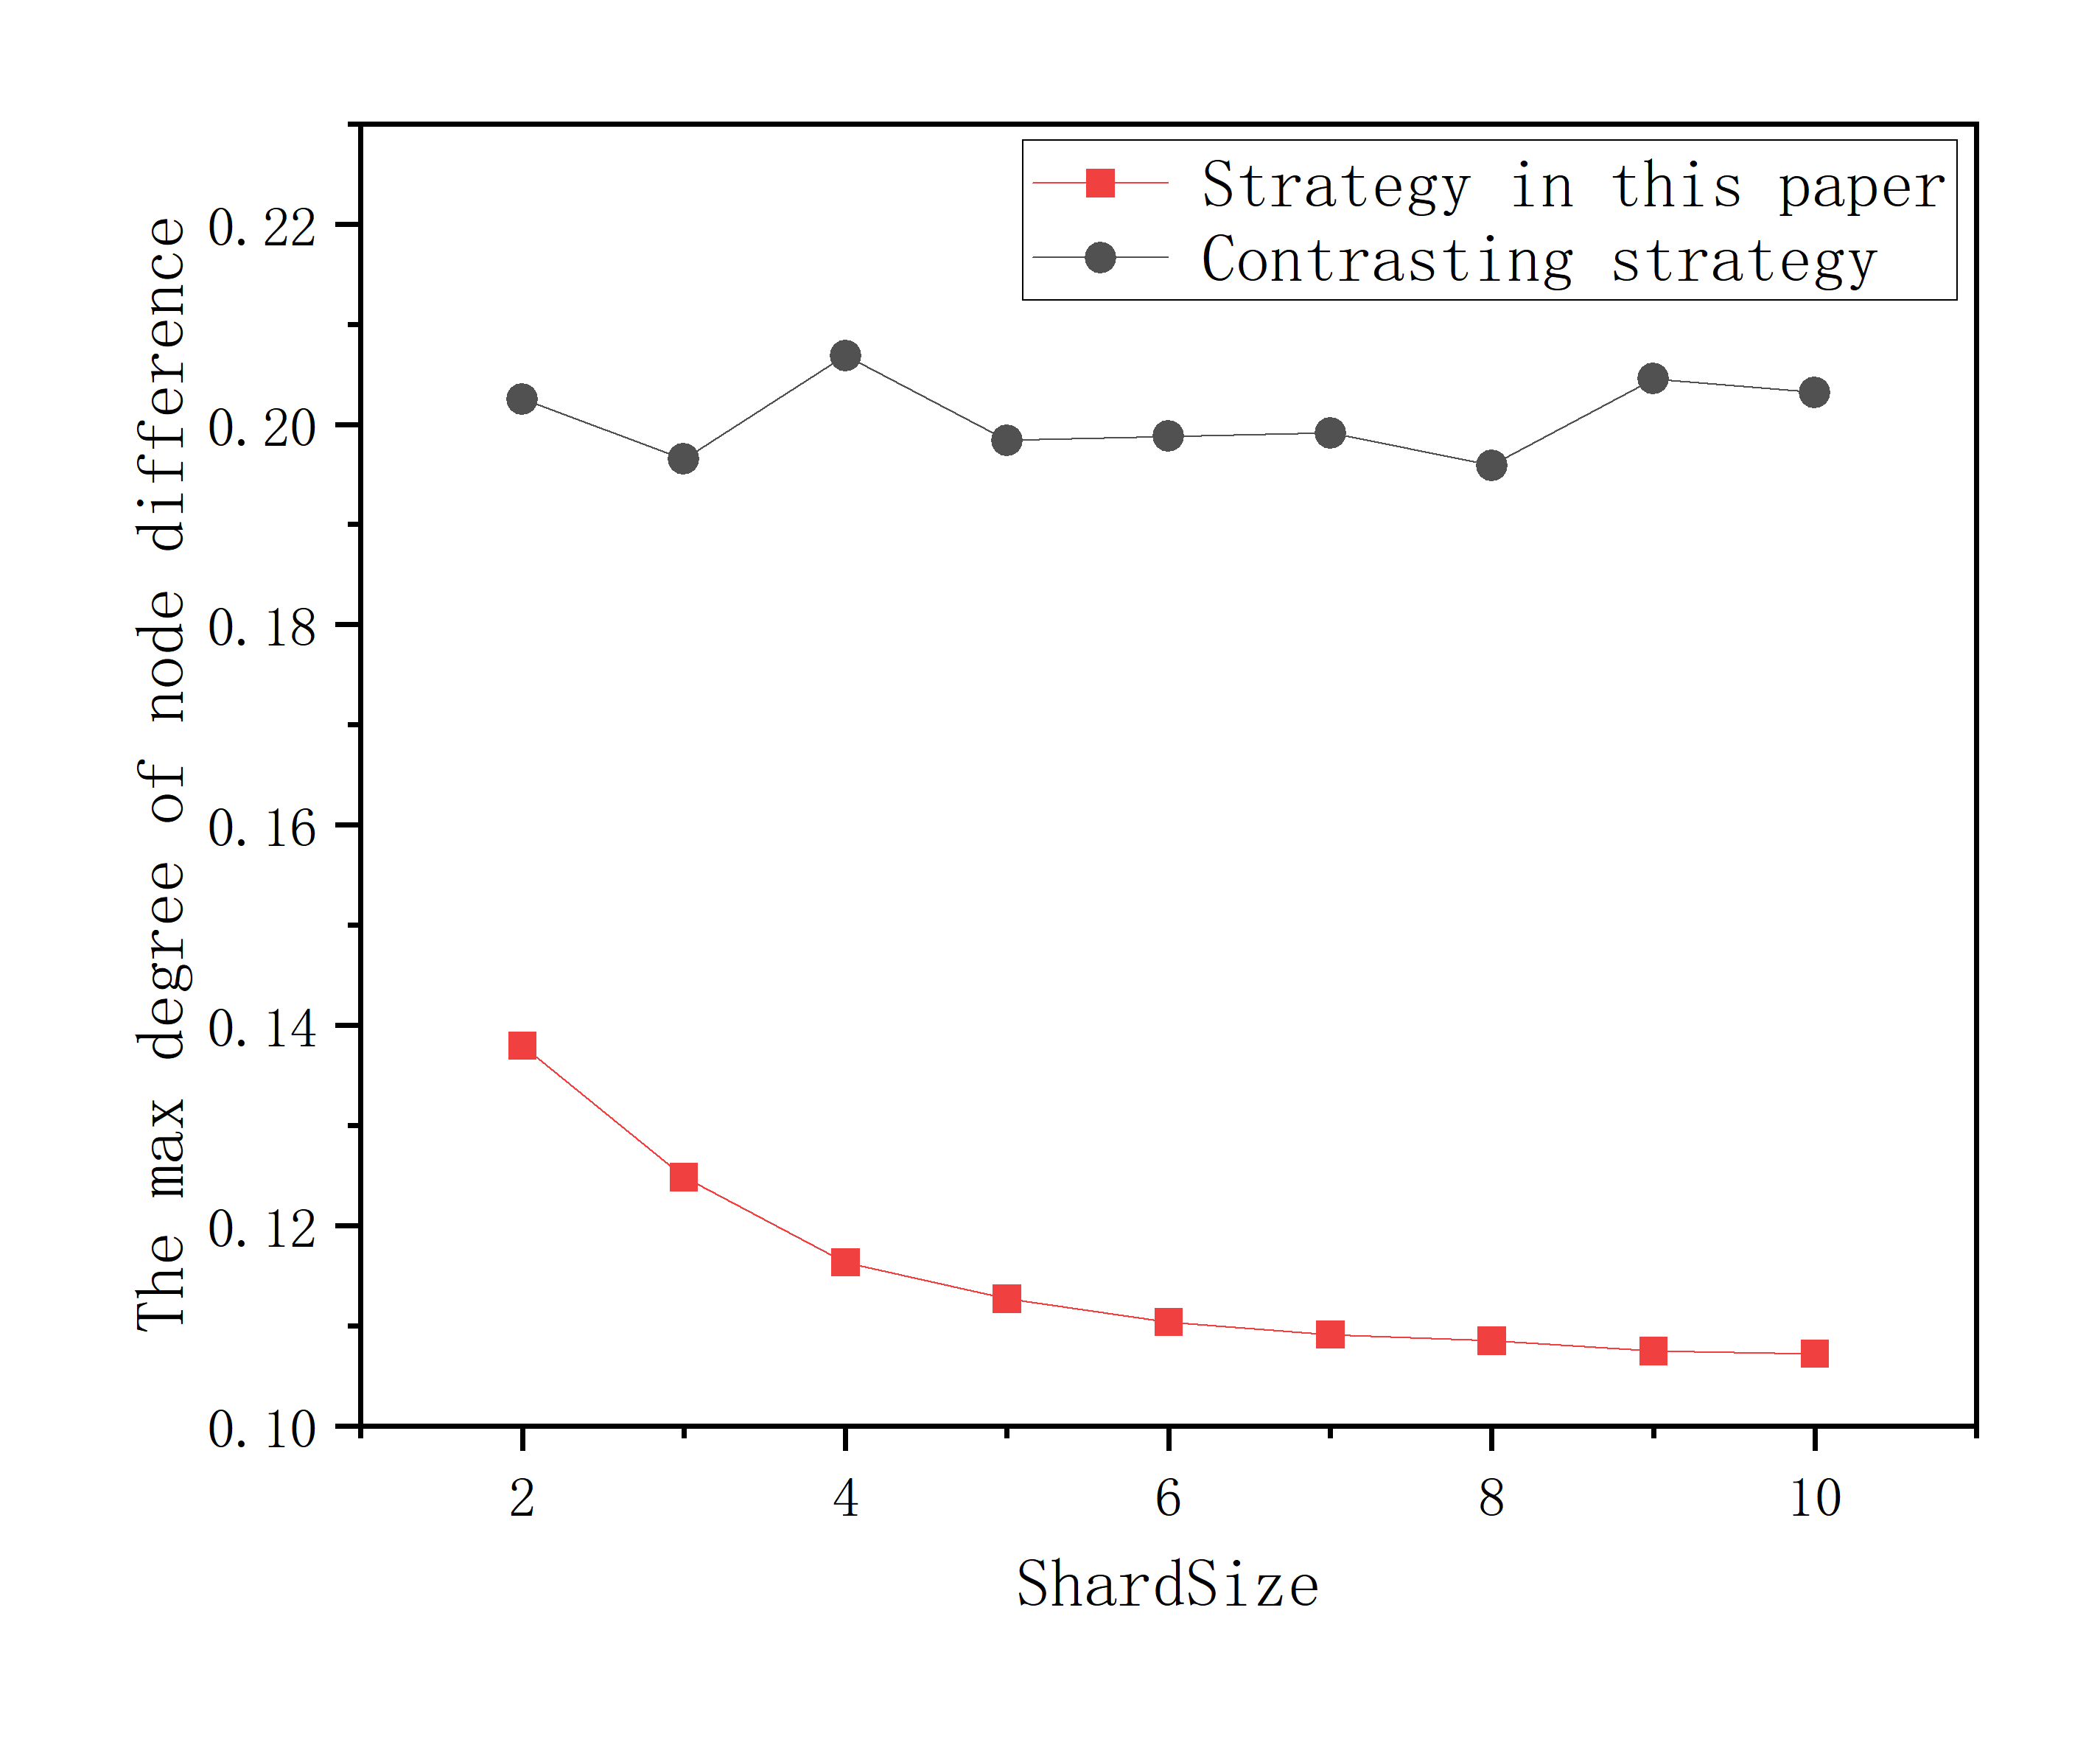 Strategy in this paper
Contrasting strategy
The max degree of node difference
0.22
0.20
0.18
0.16
0.14
0.12
0.10
2 4 6 8 10
ShardSize